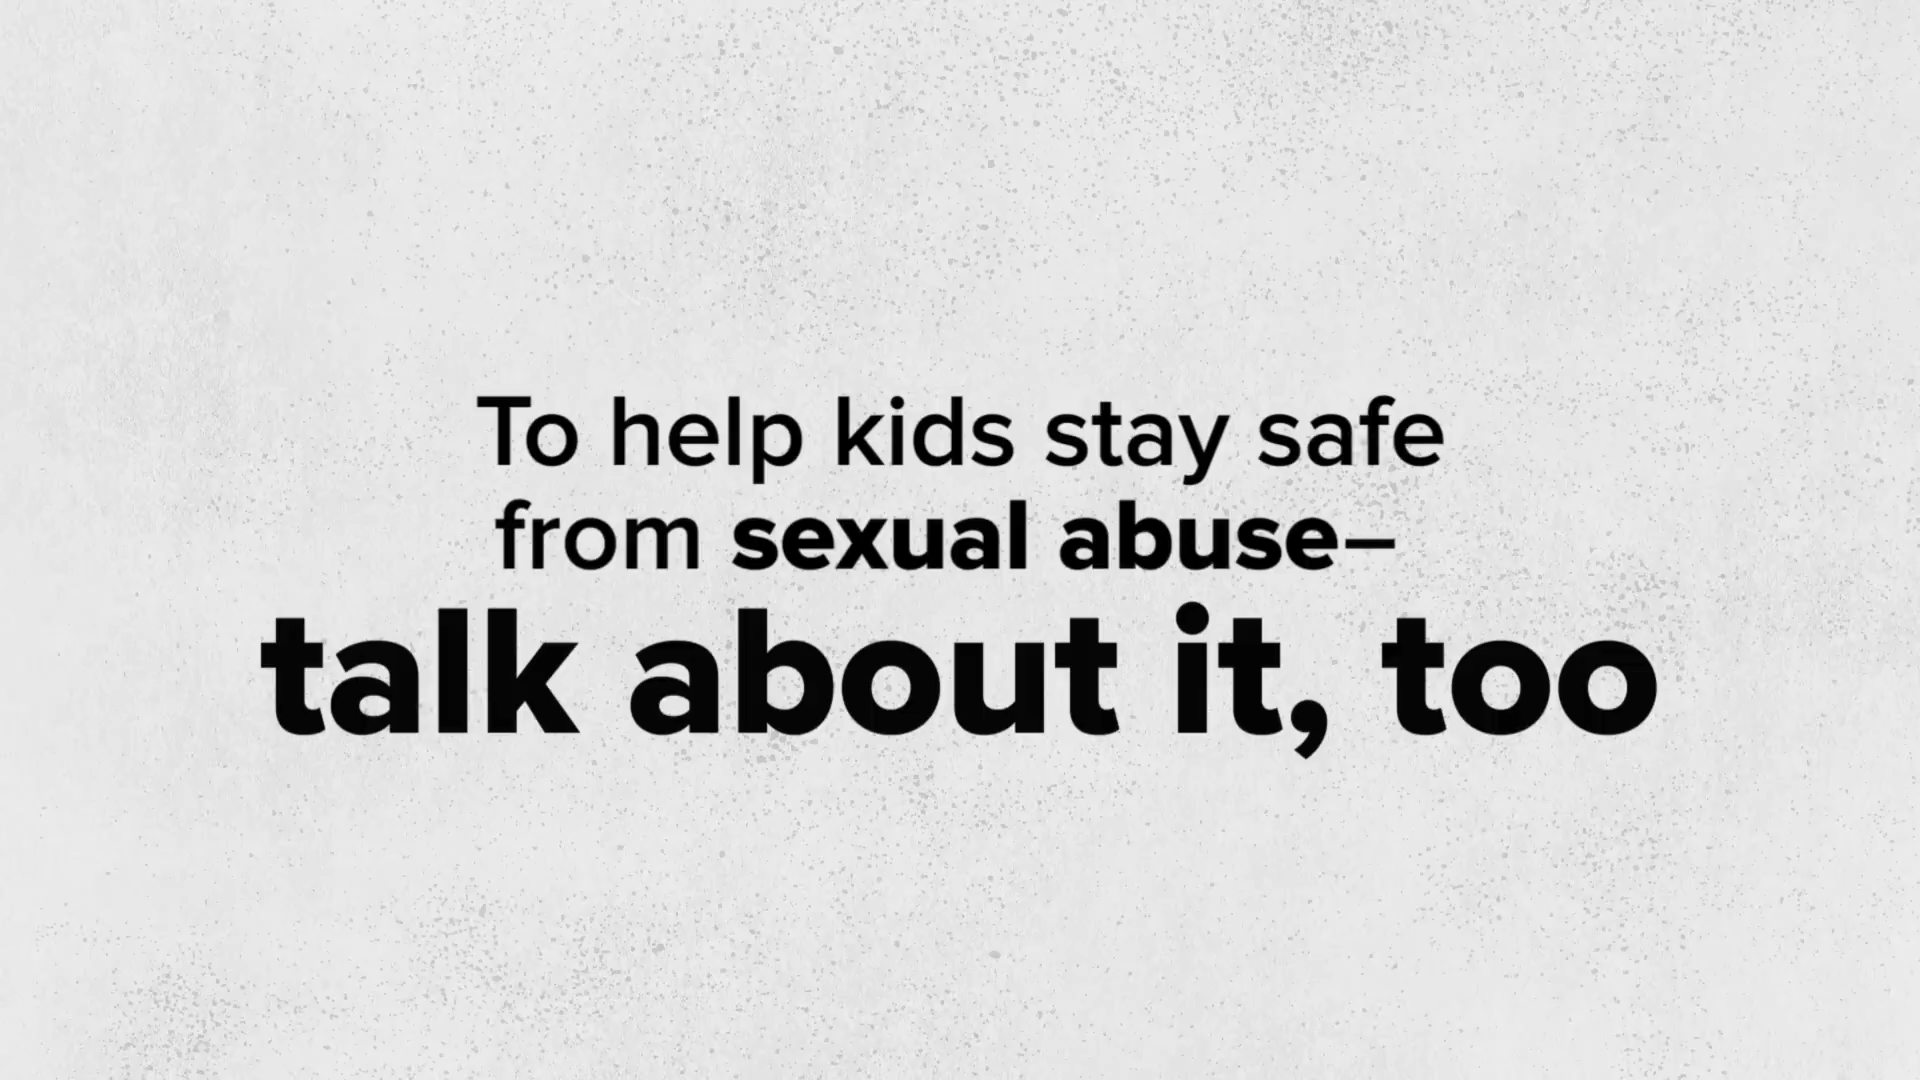 To help kids stay safe
from sexual abuse–
talk about it, too